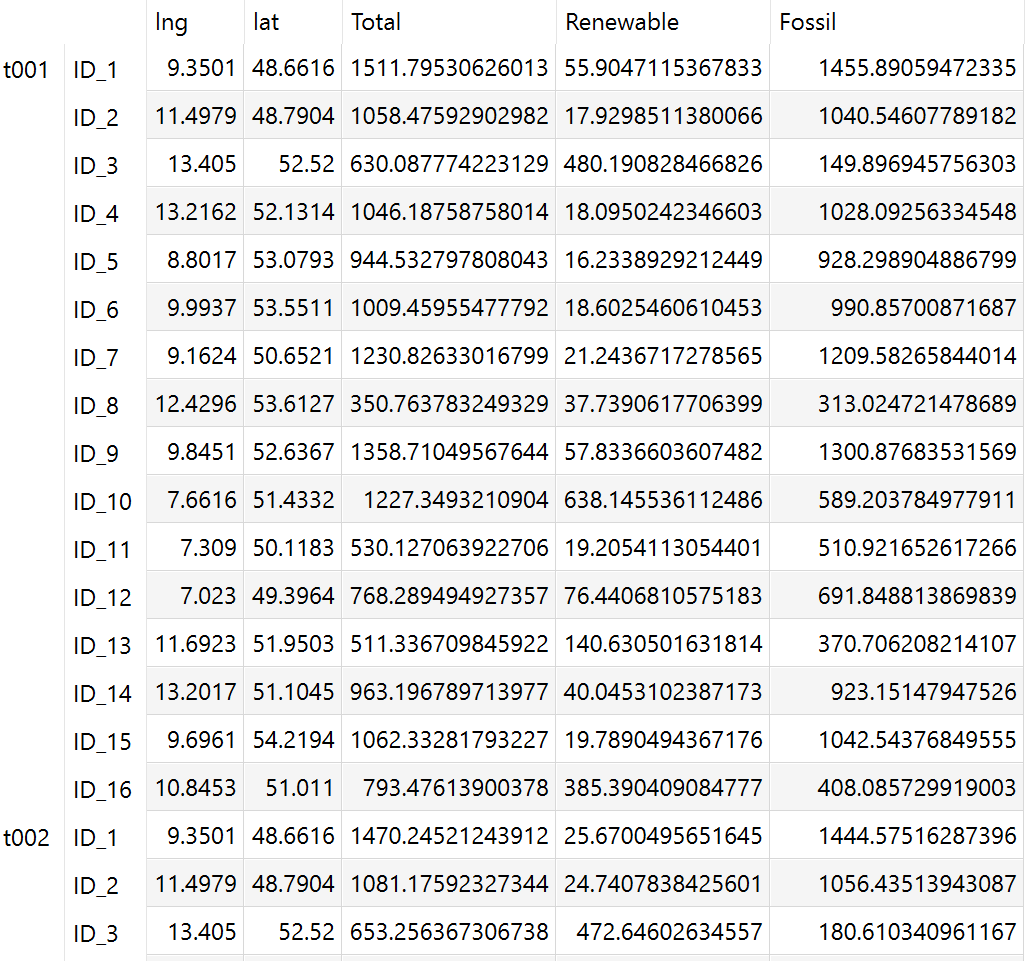 lng lat Total Renewable Fossil
t001 ID_1 9.3501 48.6616 1511.79530626013 55.9047115367833 1455.89059472335
ID_2 11.4979 48.7904 1058.47592902982 17.9298511380066 1040.54607789182
ID_3 13.405 52.52 630.087774223129 480.190828466826 149.896945756303
ID_4 13.2162 52.1314 1046.18758758014 18.0950242346603 1028.09256334548
ID_5 8.8017 53.0793 944.532797808043 16.2338929212449 928.298904886799
ID_6 9.9937 53.5511 1009.45955477792 18.6025460610453 990.85700871687
ID_7 9.1624 50.6521 1230.82633016799 21.2436717278565 1209.58265844014
ID_8 12.4296 53.6127 350.763783249329 37.7390617706399 313.024721478689
ID_9 9.8451 52.6367 1358.71049567644 57.8336603607482 1300.87683531569
ID_10 7.6616 51.4332 1227.3493210904 638.145536112486 589.203784977911
ID_11 7.309 50.1183 530.127063922706 19.2054113054401 510.921652617266
ID_12 7.023 49.3964 768.289494927357 76.4406810575183 691.848813869839
ID_13 11.6923 51.9503 511.336709845922 140.630501631814 370.706208214107
ID_14 13.2017 51.1045 963.196789713977 40.0453102387173 923.15147947526
ID_15 9.6961 54.2194 1062.33281793227 19.7890494367176 1042.54376849555
ID_16 10.8453 51.011 793.47613900378 385.390409084777 408.085729919003
t002 ID_1 9.3501 48.6616 1470.24521243912 25.6700495651645 1444.57516287396
ID_2 11.4979 48.7904 1081.17592327344 24.7407838425601 1056.43513943087
ID_3 13.405 52.52 653.256367306738 472.64602634557 180.610340961167